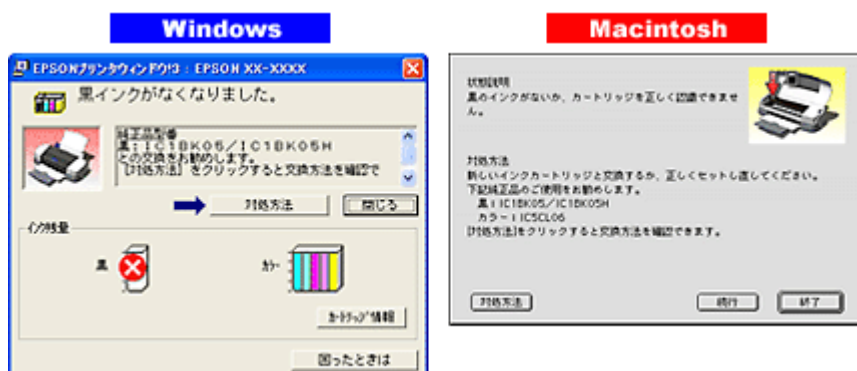 Windows
EPSONプリンタウィンドウ!3 : EPSON XX-XXXX
黒インクがなくなりました。
純正品型番
黒:IC1BK05/IC1BK05H
との交換をお勧めします。
[対処方法] をクリックすると交換方法を確認で
対処方法
閉じる
インク残量
黒
カラー
カートリッジ情報
困ったときは
Macintosh
状態説明
黒のインクがないか、カートリッジを正しく認識できませ
ん。
対処方法
新しいインクカートリッジと交換するか、正しくセットし直してください。
下記純正品のご使用をお勧めします。
黒:IC1BK05/IC1BK05H
カラー:IC5CL06
[対処方法]をクリックすると交換方法を確認できます。
対処方法
続行
終了